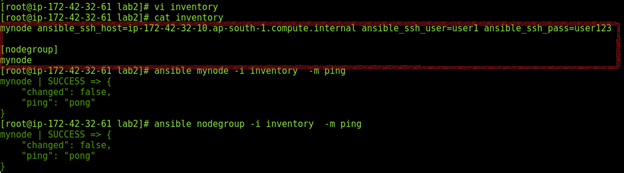 [root@ip-172-42-32-61 lab2]# vi inventory
[root@ip-172-42-32-61 lab2]# cat inventory
mynode ansible_ssh_host=ip-172-42-32-10.ap-south-1.compute.internal ansible_ssh_user=user1 ansible_ssh_pass=user123
[nodegroup]
mynode
[root@ip-172-42-32-61 lab2]# ansible mynode -i inventory  -m ping
mynode | SUCCESS => {
    "changed": false,
    "ping": "pong"
}
[root@ip-172-42-32-61 lab2]# ansible nodegroup -i inventory  -m ping
mynode | SUCCESS => {
    "changed": false,
    "ping": "pong"
}